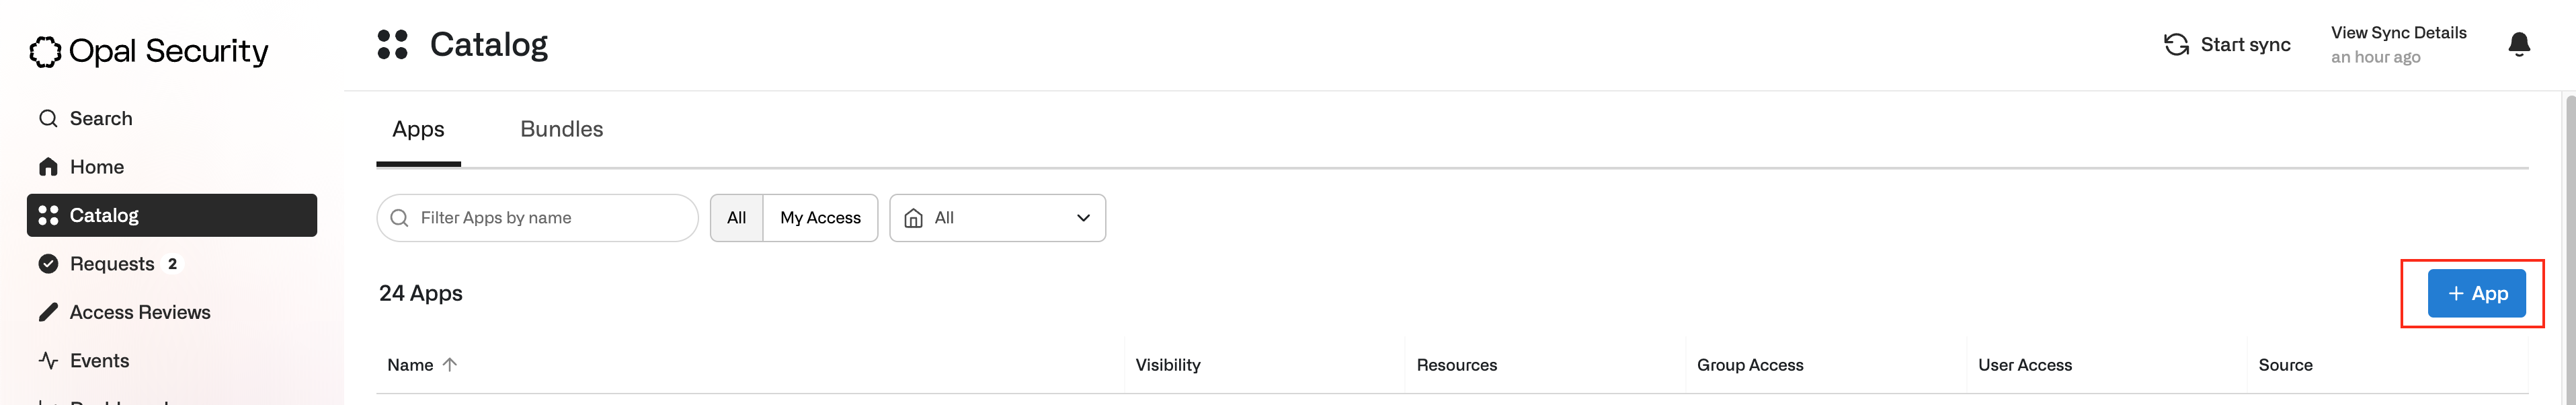 Opal Security
Search
Home
Catalog
Requests 2
Access Reviews
Events
Catalog
Start sync
View Sync Details
an hour ago
Apps
Bundles
Filter Apps by name
All
My Access
All
24 Apps
+ App
Name ↑
Visibility
Resources
Group Access
User Access
Source